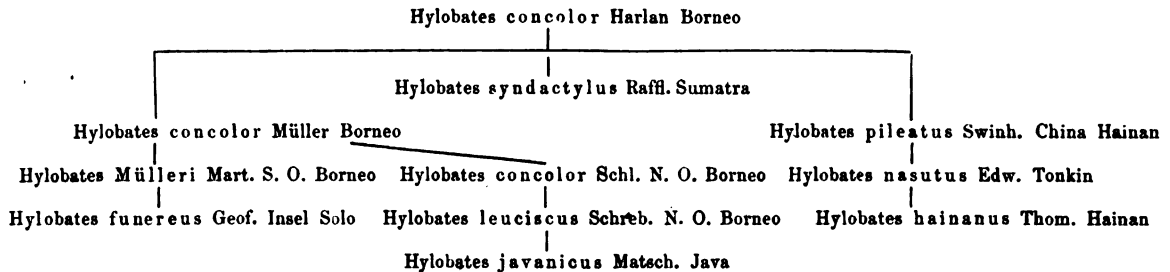 Hylobates concolor Harlan Borneo
Hylobates syndactylus Raffl. Sumatra
Hylobates concolor Müller Borneo
Hylobates pileatus Swinh. China Hainan
Hylobates Mülleri Mart. S. O. Borneo
Hylobates concolor Schl. N. O. Borneo
Hylobates nasutus Edw. Tonkin
Hylobates funereus Geof. Insel Solo
Hylobates leuciscus Schreb. N. O. Borneo
Hylobates hainanus Thom. Hainan
Hylobates javanicus Matsch. Java